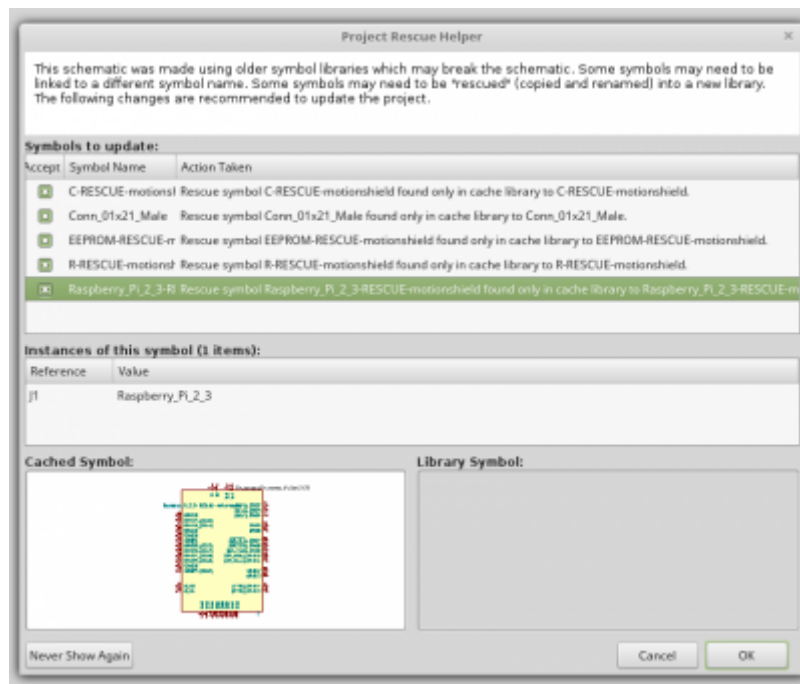 Project Rescue Helper
This schematic was made using older symbol libraries which may break the schematic. Some symbols may need to be
linked to a different symbol name. Some symbols may need to be "rescued" (copied and renamed) into a new library.
The following changes are recommended to update the project.
Symbols to update:
Accept Symbol Name Action Taken
C-RESCUE-motionsl Rescue symbol C-RESCUE-motionshield found only in cache library to C-RESCUE-motionshield.
Conn_01x21_Male Rescue symbol Conn_01x21_Male found only in cache library to Conn_01x21_Male.
EEPROM-RESCUE-m Rescue symbol EEPROM-RESCUE-motionshield found only in cache library to EEPROM-RESCUE-motionshield.
R-RESCUE-motionsh Rescue symbol R-RESCUE-motionshield found only in cache library to R-RESCUE-motionshield.
Raspberry_Pi_2_3-RI Rescue symbol Raspberry_Pi_2_3-RESCUE-motionshield found only in cache library to Raspberry_Pi_2_3-RESCUE-m
Instances of this symbol (1 items):
Reference Value
J1 Raspberry_Pi_2_3
Cached Symbol: Library Symbol:
Never Show Again Cancel OK